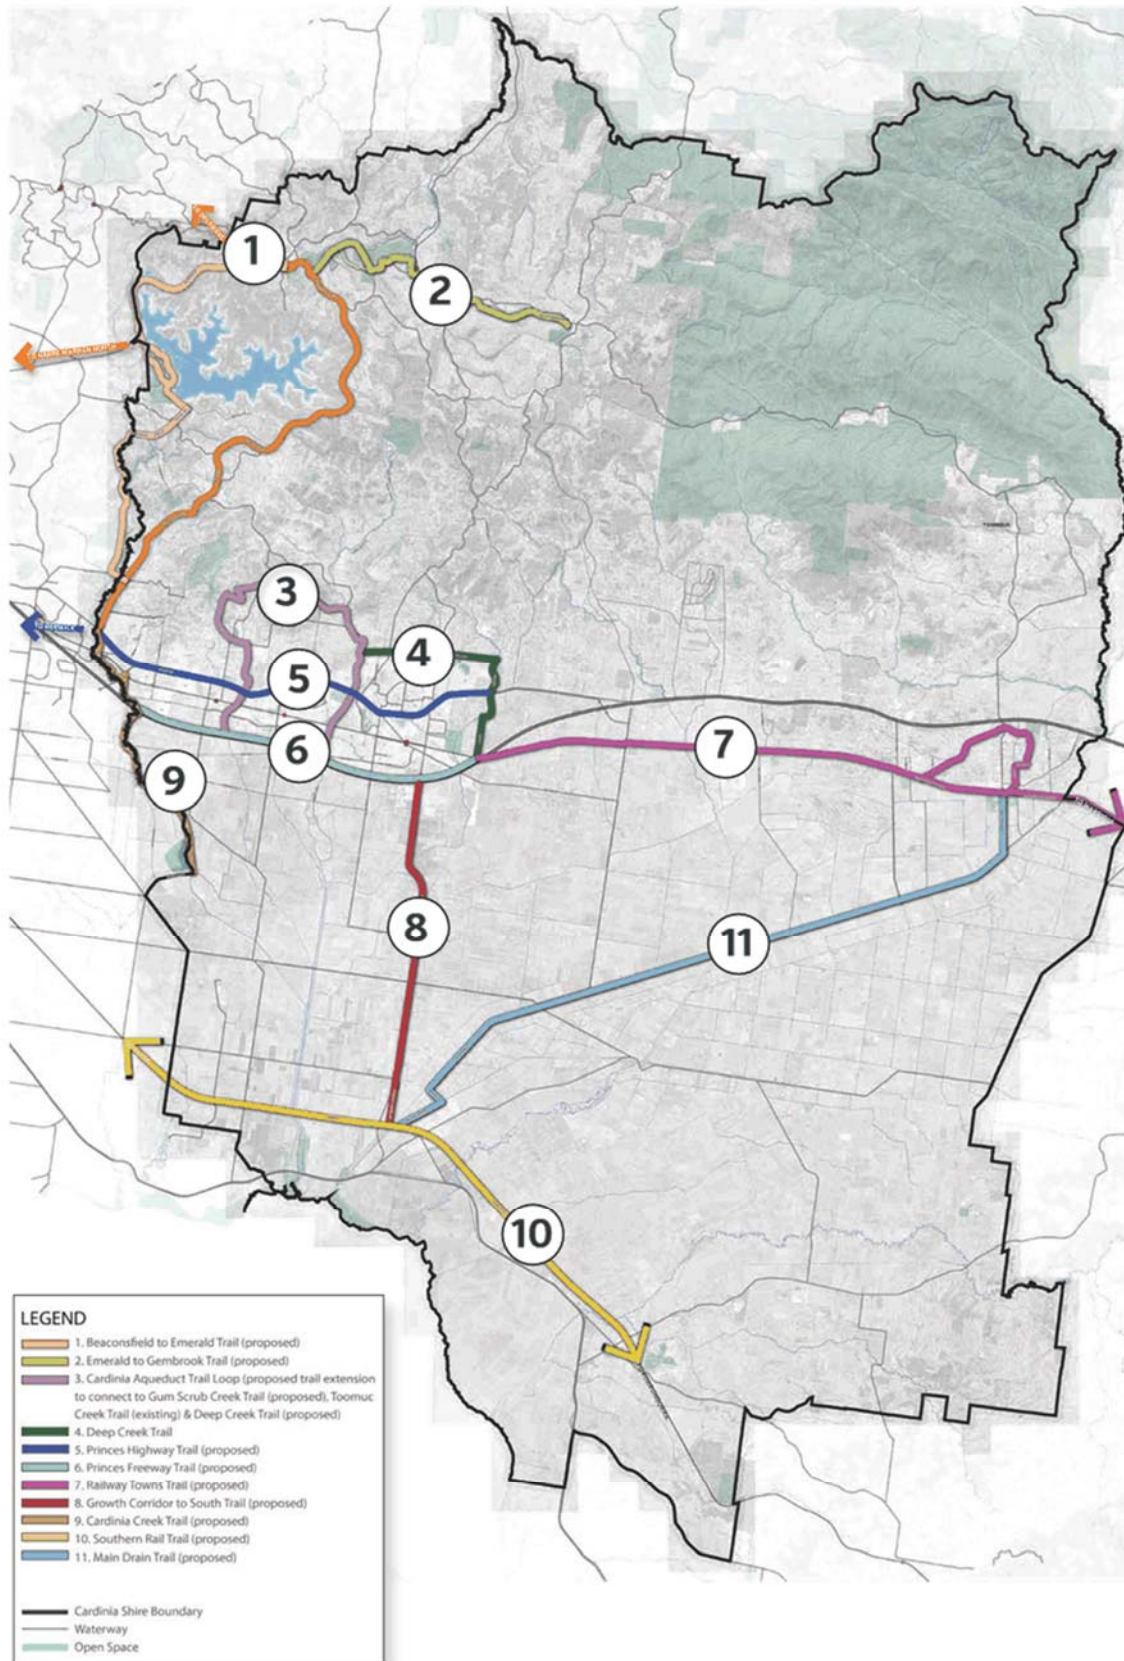 1
2
3
4
5
6
7
9
8
11
10
LEGEND
1. Beaconsfield to Emerald Trail (proposed)
2. Emerald to Gembrook Trail (proposed)
3. Cardinia Aqueduct Trail Loop (proposed trail extension
to connect to Gum Scrub Creek Trail (proposed), Toomuc
Creek Trail (existing) & Deep Creek Trail (proposed)
4. Deep Creek Trail
5. Princes Highway Trail (proposed)
6. Princes Freeway Trail (proposed)
7. Railway Towns Trail (proposed)
8. Growth Corridor to South Trail (proposed)
9. Cardinia Creek Trail (proposed)
10. Southern Rail Trail (proposed)
11. Main Drain Trail (proposed)
Cardinia Shire Boundary
Waterway
Open Space